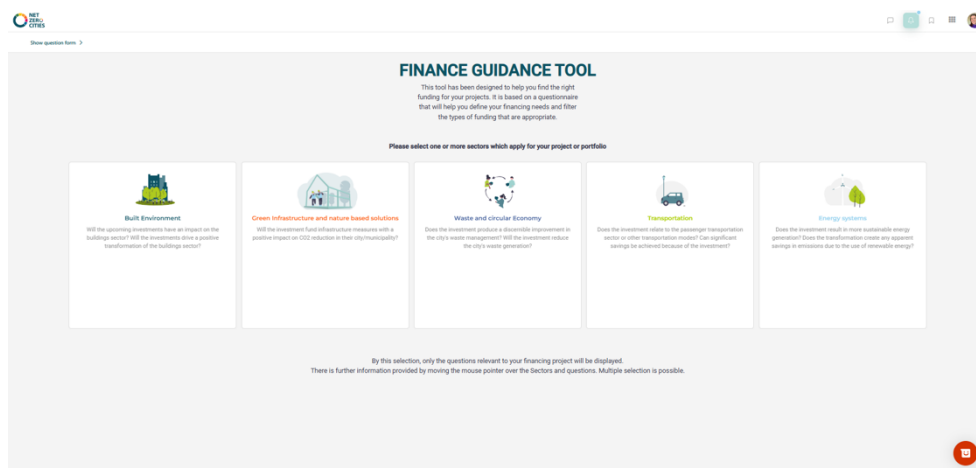 NET
ZERO
CITIES
Show question form >
FINANCE GUIDANCE TOOL
This tool has been designed to help you find the right
funding for your projects. It is based on a questionnaire
that will help you define your financing needs and filter
the types of funding that are appropriate.
Please select one or more sectors which apply for your project or portfolio
Built Environment
Will the upcoming investments have an impact on the
buildings sector? Will the investments drive a positive
transformation of the buildings sector?
Green Infrastructure and nature based solutions
Will the investment fund infrastructure measures with a
positive impact on CO2 reduction in their city/municipality?
Waste and circular Economy
Does the investment produce a discernible improvement in
the city's waste management? Will the investment reduce
the city's waste generation?
Transportation
Does the investment relate to the passenger transportation
sector or other transportation modes? Can significant
savings be achieved because of the investment?
Energy systems
Does the investment result in more sustainable energy
generation? Does the transformation create any apparent
savings in emissions due to the use of renewable energy?
By this selection, only the questions relevant to your financing project will be displayed.
There is further information provided by moving the mouse pointer over the Sectors and questions. Multiple selection is possible.